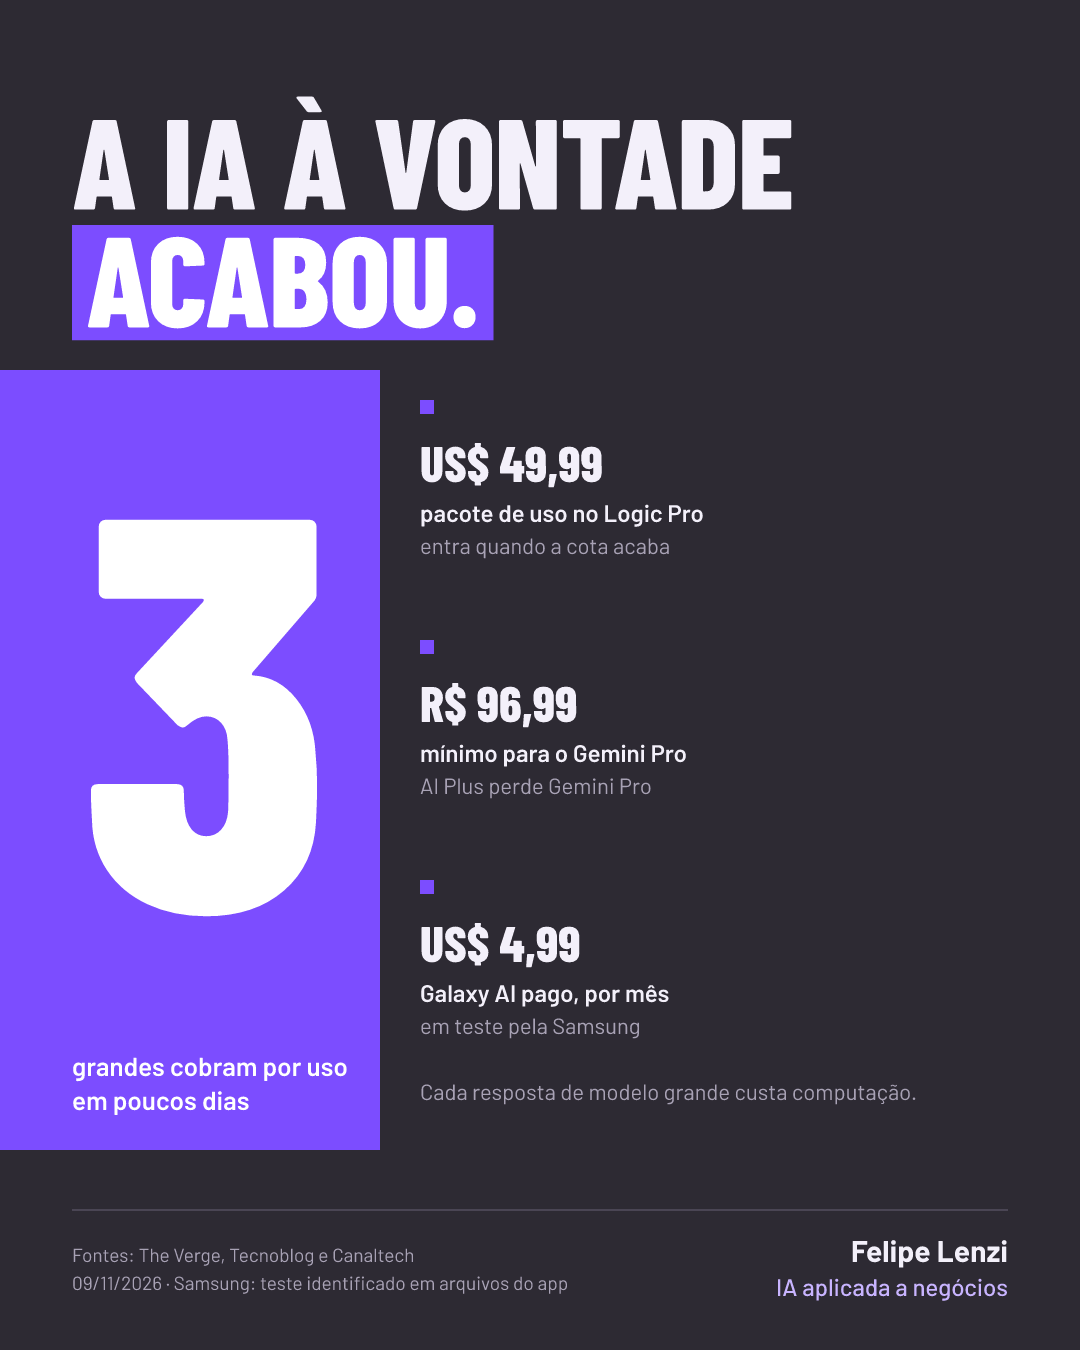 A IA À VONTADE
ACABOU.
3
grandes cobram por uso
em poucos dias
US$ 49,99
pacote de uso no Logic Pro
entra quando a cota acaba
R$ 96,99
mínimo para o Gemini Pro
AI Plus perde Gemini Pro
US$ 4,99
Galaxy AI pago, por mês
em teste pela Samsung
Cada resposta de modelo grande custa computação.
Fontes: The Verge, Tecnoblog e Canaltech
09/11/2026 · Samsung: teste identificado em arquivos do app
Felipe Lenzi
IA aplicada a negócios